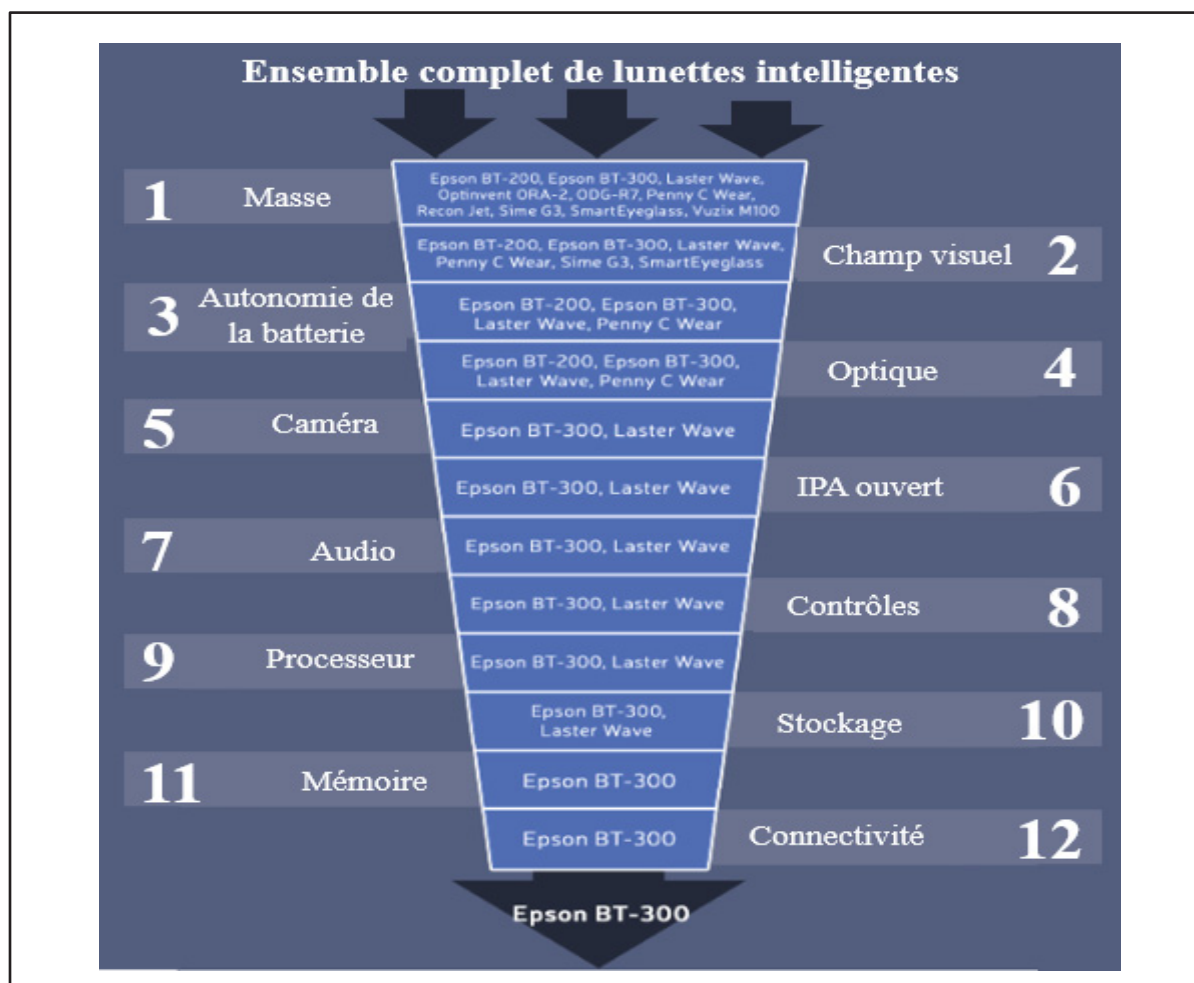 Ensemble complet de lunettes intelligentes
1
Masse
Epson BT-200, Epson BT-300, Laster Wave,
Optinvent ORA-2, ODG-R7, Penny C Wear,
Recon Jet, Sime G3, SmartEyeglass, Vuzix M100
Epson BT-200, Epson BT-300, Laster Wave,
Penny C Wear, Sime G3, SmartEyeglass
Champ visuel
2
3
Autonomie de
la batterie
Epson BT-200, Epson BT-300,
Laster Wave, Penny C Wear
Epson BT-200, Epson BT-300,
Laster Wave, Penny C Wear
Optique
4
5
Caméra
Epson BT-300, Laster Wave
Epson BT-300, Laster Wave
IPA ouvert
6
7
Audio
Epson BT-300, Laster Wave
Epson BT-300, Laster Wave
Contrôles
8
9
Processeur
Epson BT-300, Laster Wave
Epson BT-300,
Laster Wave
Stockage
10
11
Mémoire
Epson BT-300
Epson BT-300
Connectivité
12
Epson BT-300